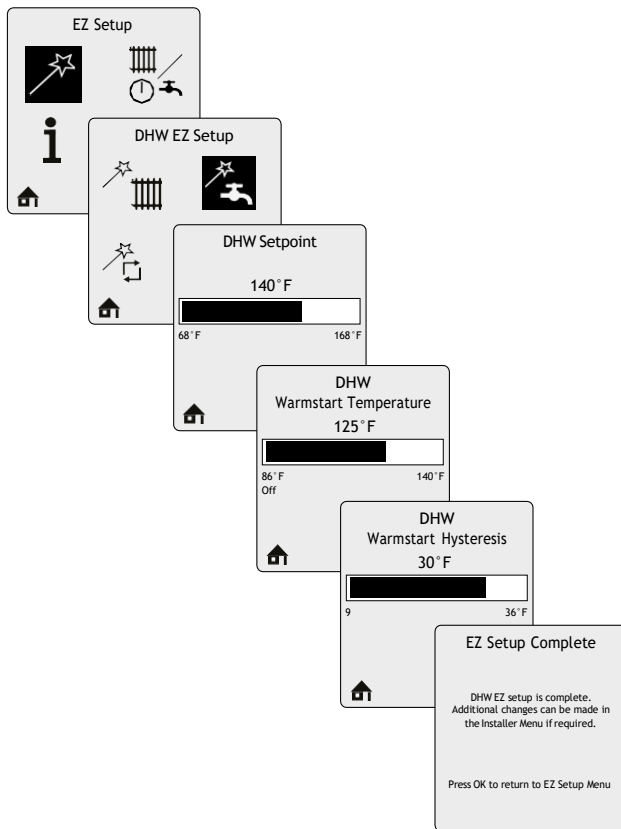 EZ Setup
DHW EZ Setup
DHW Setpoint
140°F
68°F 168°F
DHW
Warmstart Temperature
125°F
86°F 140°F
Off
DHW
Warmstart Hysteresis
30°F
9 36°F
EZ Setup Complete
DHW EZ setup is complete.
Additional changes can be made in
the Installer Menu if required.
Press OK to return to EZ Setup Menu